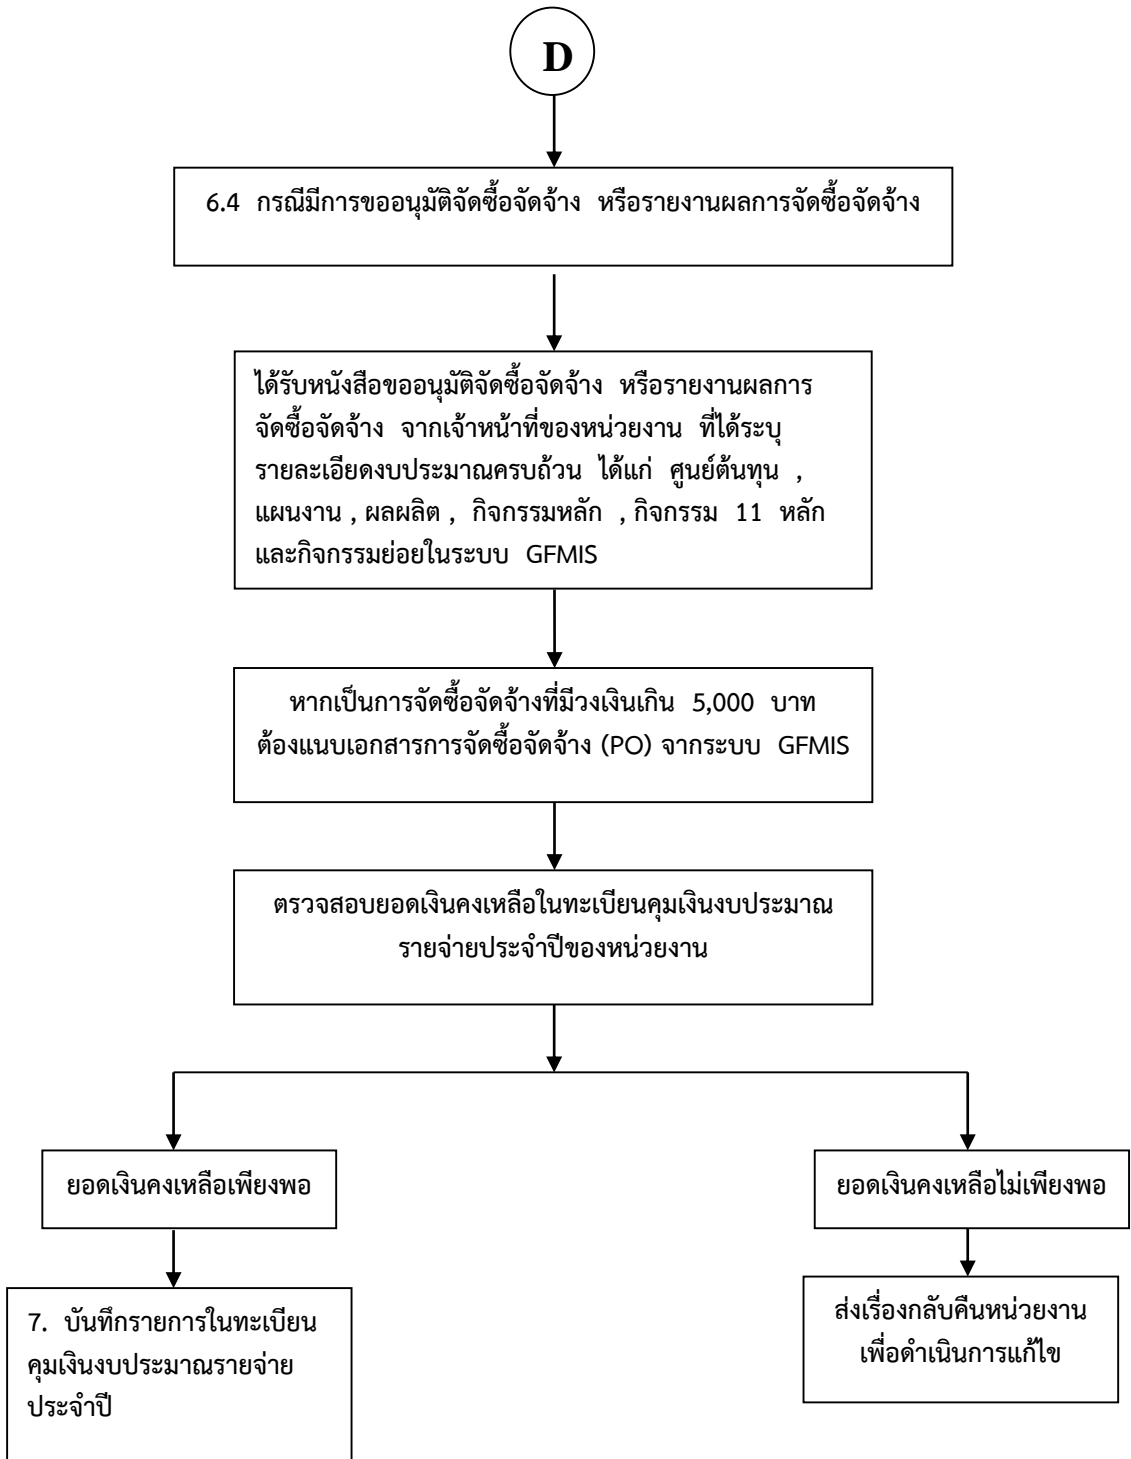 D
6.4 กรณีมีการขออนุมัติจัดซื้อจัดจ้าง หรือรายงานผลการจัดซื้อจัดจ้าง
ได้รับหนังสือขออนุมัติจัดซื้อจัดจ้าง หรือรายงานผลการ
จัดซื้อจัดจ้าง จากเจ้าหน้าที่ของหน่วยงาน ที่ได้ระบุ
รายละเอียดงบประมาณครบถ้วน ได้แก่ ศูนย์ต้นทุน ,
แผนงาน , ผลผลิต , กิจกรรมหลัก , กิจกรรม 11 หลัก
และกิจกรรมย่อยในระบบ GFMIS
หากเป็นการจัดซื้อจัดจ้างที่มีวงเงินเกิน 5,000 บาท
ต้องแนบเอกสารการจัดซื้อจัดจ้าง (PO) จากระบบ GFMIS
ตรวจสอบยอดเงินคงเหลือในทะเบียนคุมเงินงบประมาณ
รายจ่ายประจำปีของหน่วยงาน
ยอดเงินคงเหลือเพียงพอ
ยอดเงินคงเหลือไม่เพียงพอ
7. บันทึกรายการในทะเบียน
คุมเงินงบประมาณรายจ่าย
ประจำปี
ส่งเรื่องกลับคืนหน่วยงาน
เพื่อดำเนินการแก้ไข